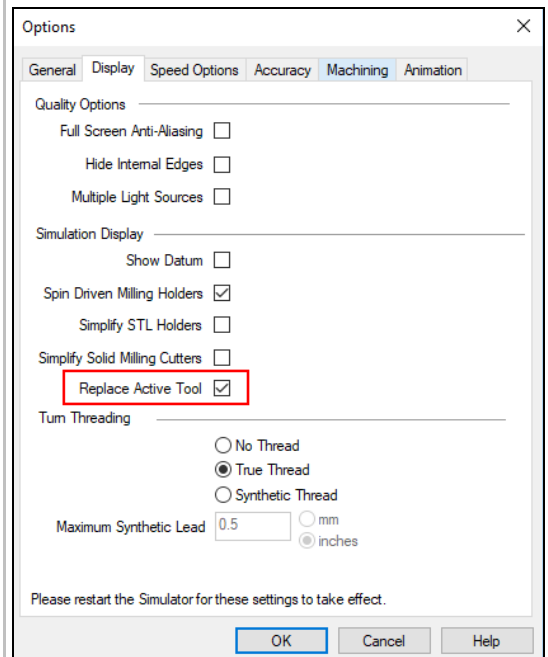 Options
General Display Speed Options Accuracy Machining Animation
Quality Options
Full Screen Anti-Aliasing
Hide Internal Edges
Multiple Light Sources
Simulation Display
Show Datum
Spin Driven Milling Holders
Simplify STL Holders
Simplify Solid Milling Cutters
Replace Active Tool
Turn Threading
No Thread
True Thread
Synthetic Thread
Maximum Synthetic Lead 0.5 mm
inches
Please restart the Simulator for these settings to take effect.
OK Cancel Help